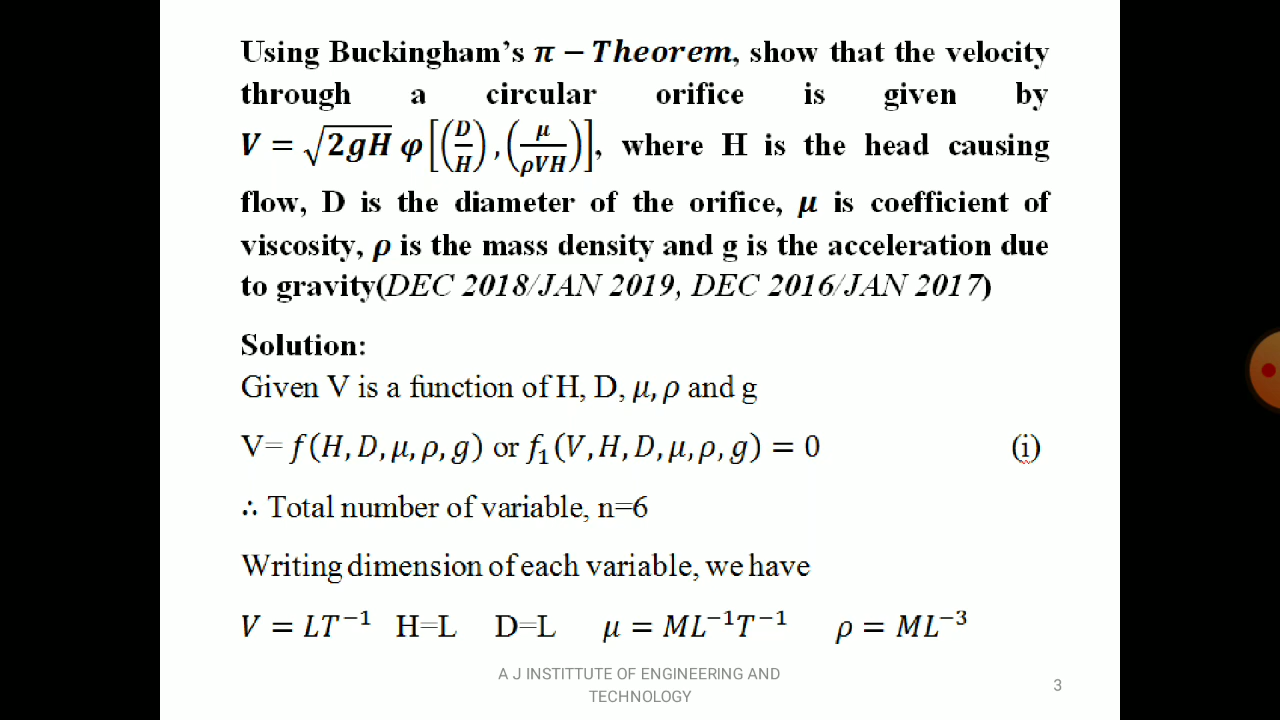 Using Buckingham's π − Theorem, show that the velocity
through a circular orifice is given by
V = √2gH φ[(D/H), (μ/ρVH)], where H is the head causing
flow, D is the diameter of the orifice, μ is coefficient of
viscosity, ρ is the mass density and g is the acceleration due
to gravity(DEC 2018/JAN 2019, DEC 2016/JAN 2017)
Solution:
Given V is a function of H, D, μ, ρ and g
V= f(H, D, μ, ρ, g) or f₁(V, H, D, μ, ρ, g) = 0 (i)
∴ Total number of variable, n=6
Writing dimension of each variable, we have
V = LT⁻¹ H=L D=L μ = ML⁻¹T⁻¹ ρ = ML⁻³
A J INSTITTUTE OF ENGINEERING AND
TECHNOLOGY
3